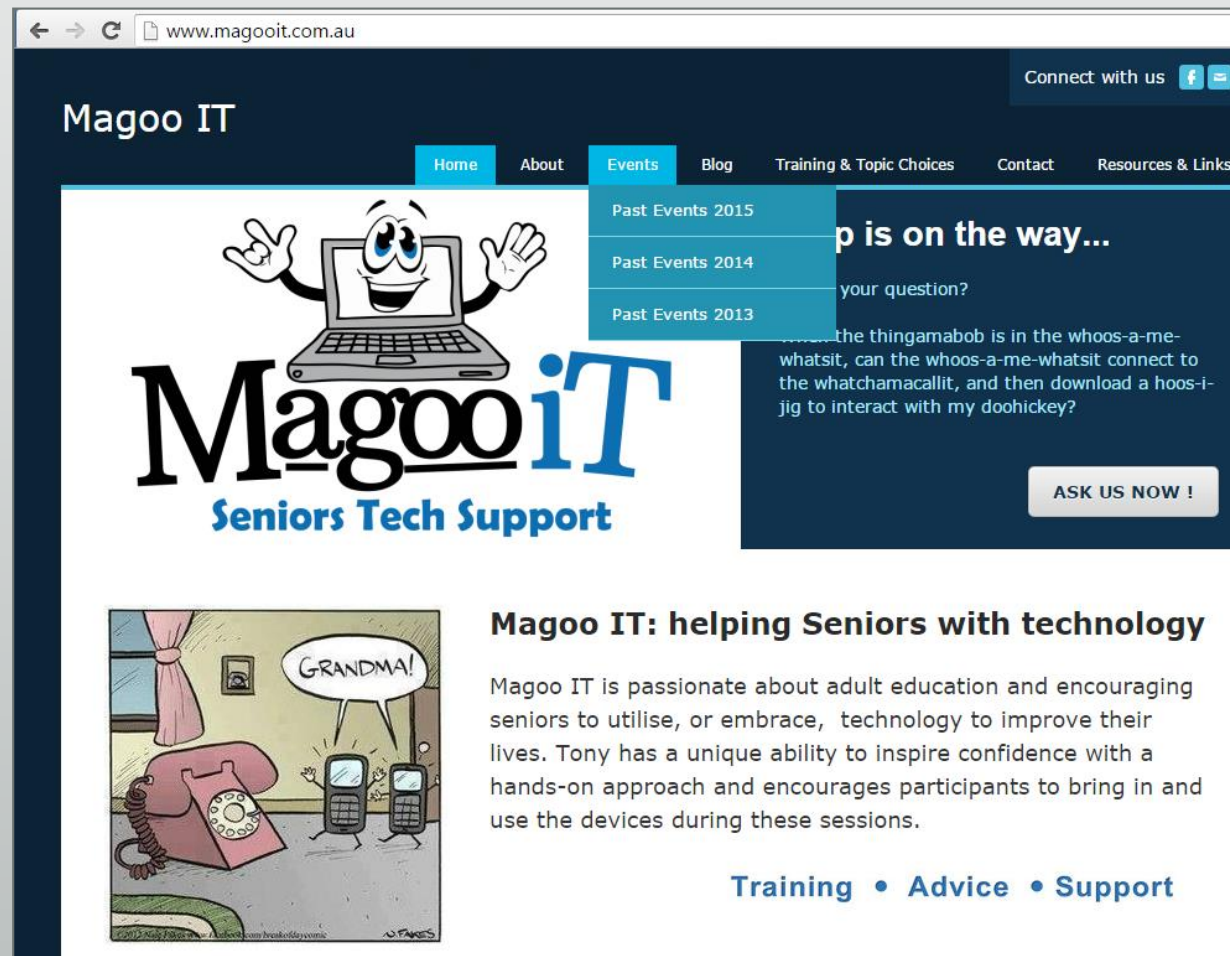 www.magooit.com.au
Connect with us
Magoo IT
Home About Events Blog Training & Topic Choices Contact Resources & Links
Past Events 2015
Past Events 2014
Past Events 2013
p is on the way...
your question?
the thingamabob is in the whoos-a-me-
whatsit, can the whoos-a-me-whatsit connect to
the whatchamacallit, and then download a hoos-i-
jig to interact with my doohickey?
ASK US NOW !
Magoo iT
Seniors Tech Support
GRANDMA!
N.FAKES
Magoo IT: helping Seniors with technology
Magoo IT is passionate about adult education and encouraging
seniors to utilise, or embrace, technology to improve their
lives. Tony has a unique ability to inspire confidence with a
hands-on approach and encourages participants to bring in and
use the devices during these sessions.
Training • Advice • Support